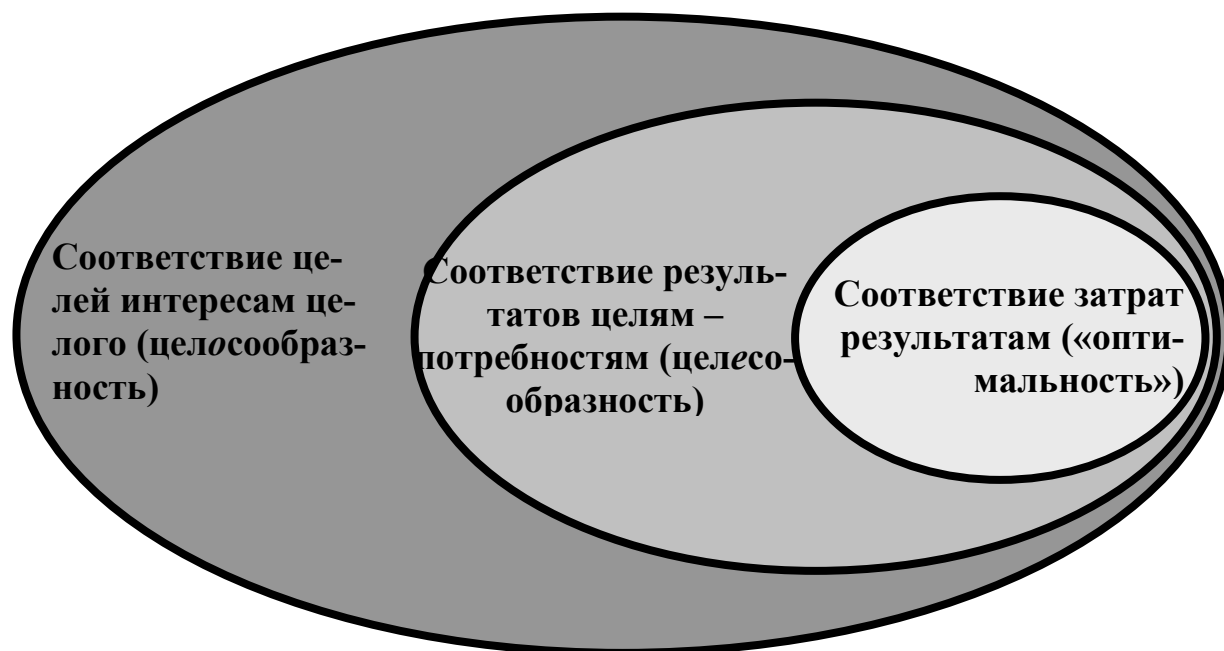 Соответствие це-
лей интересам це-
лого (целосообраз-
ность)
Соответствие резуль-
татов целям –
потребностям (целесо-
образность)
Соответствие затрат
результатам («опти-
мальность»)